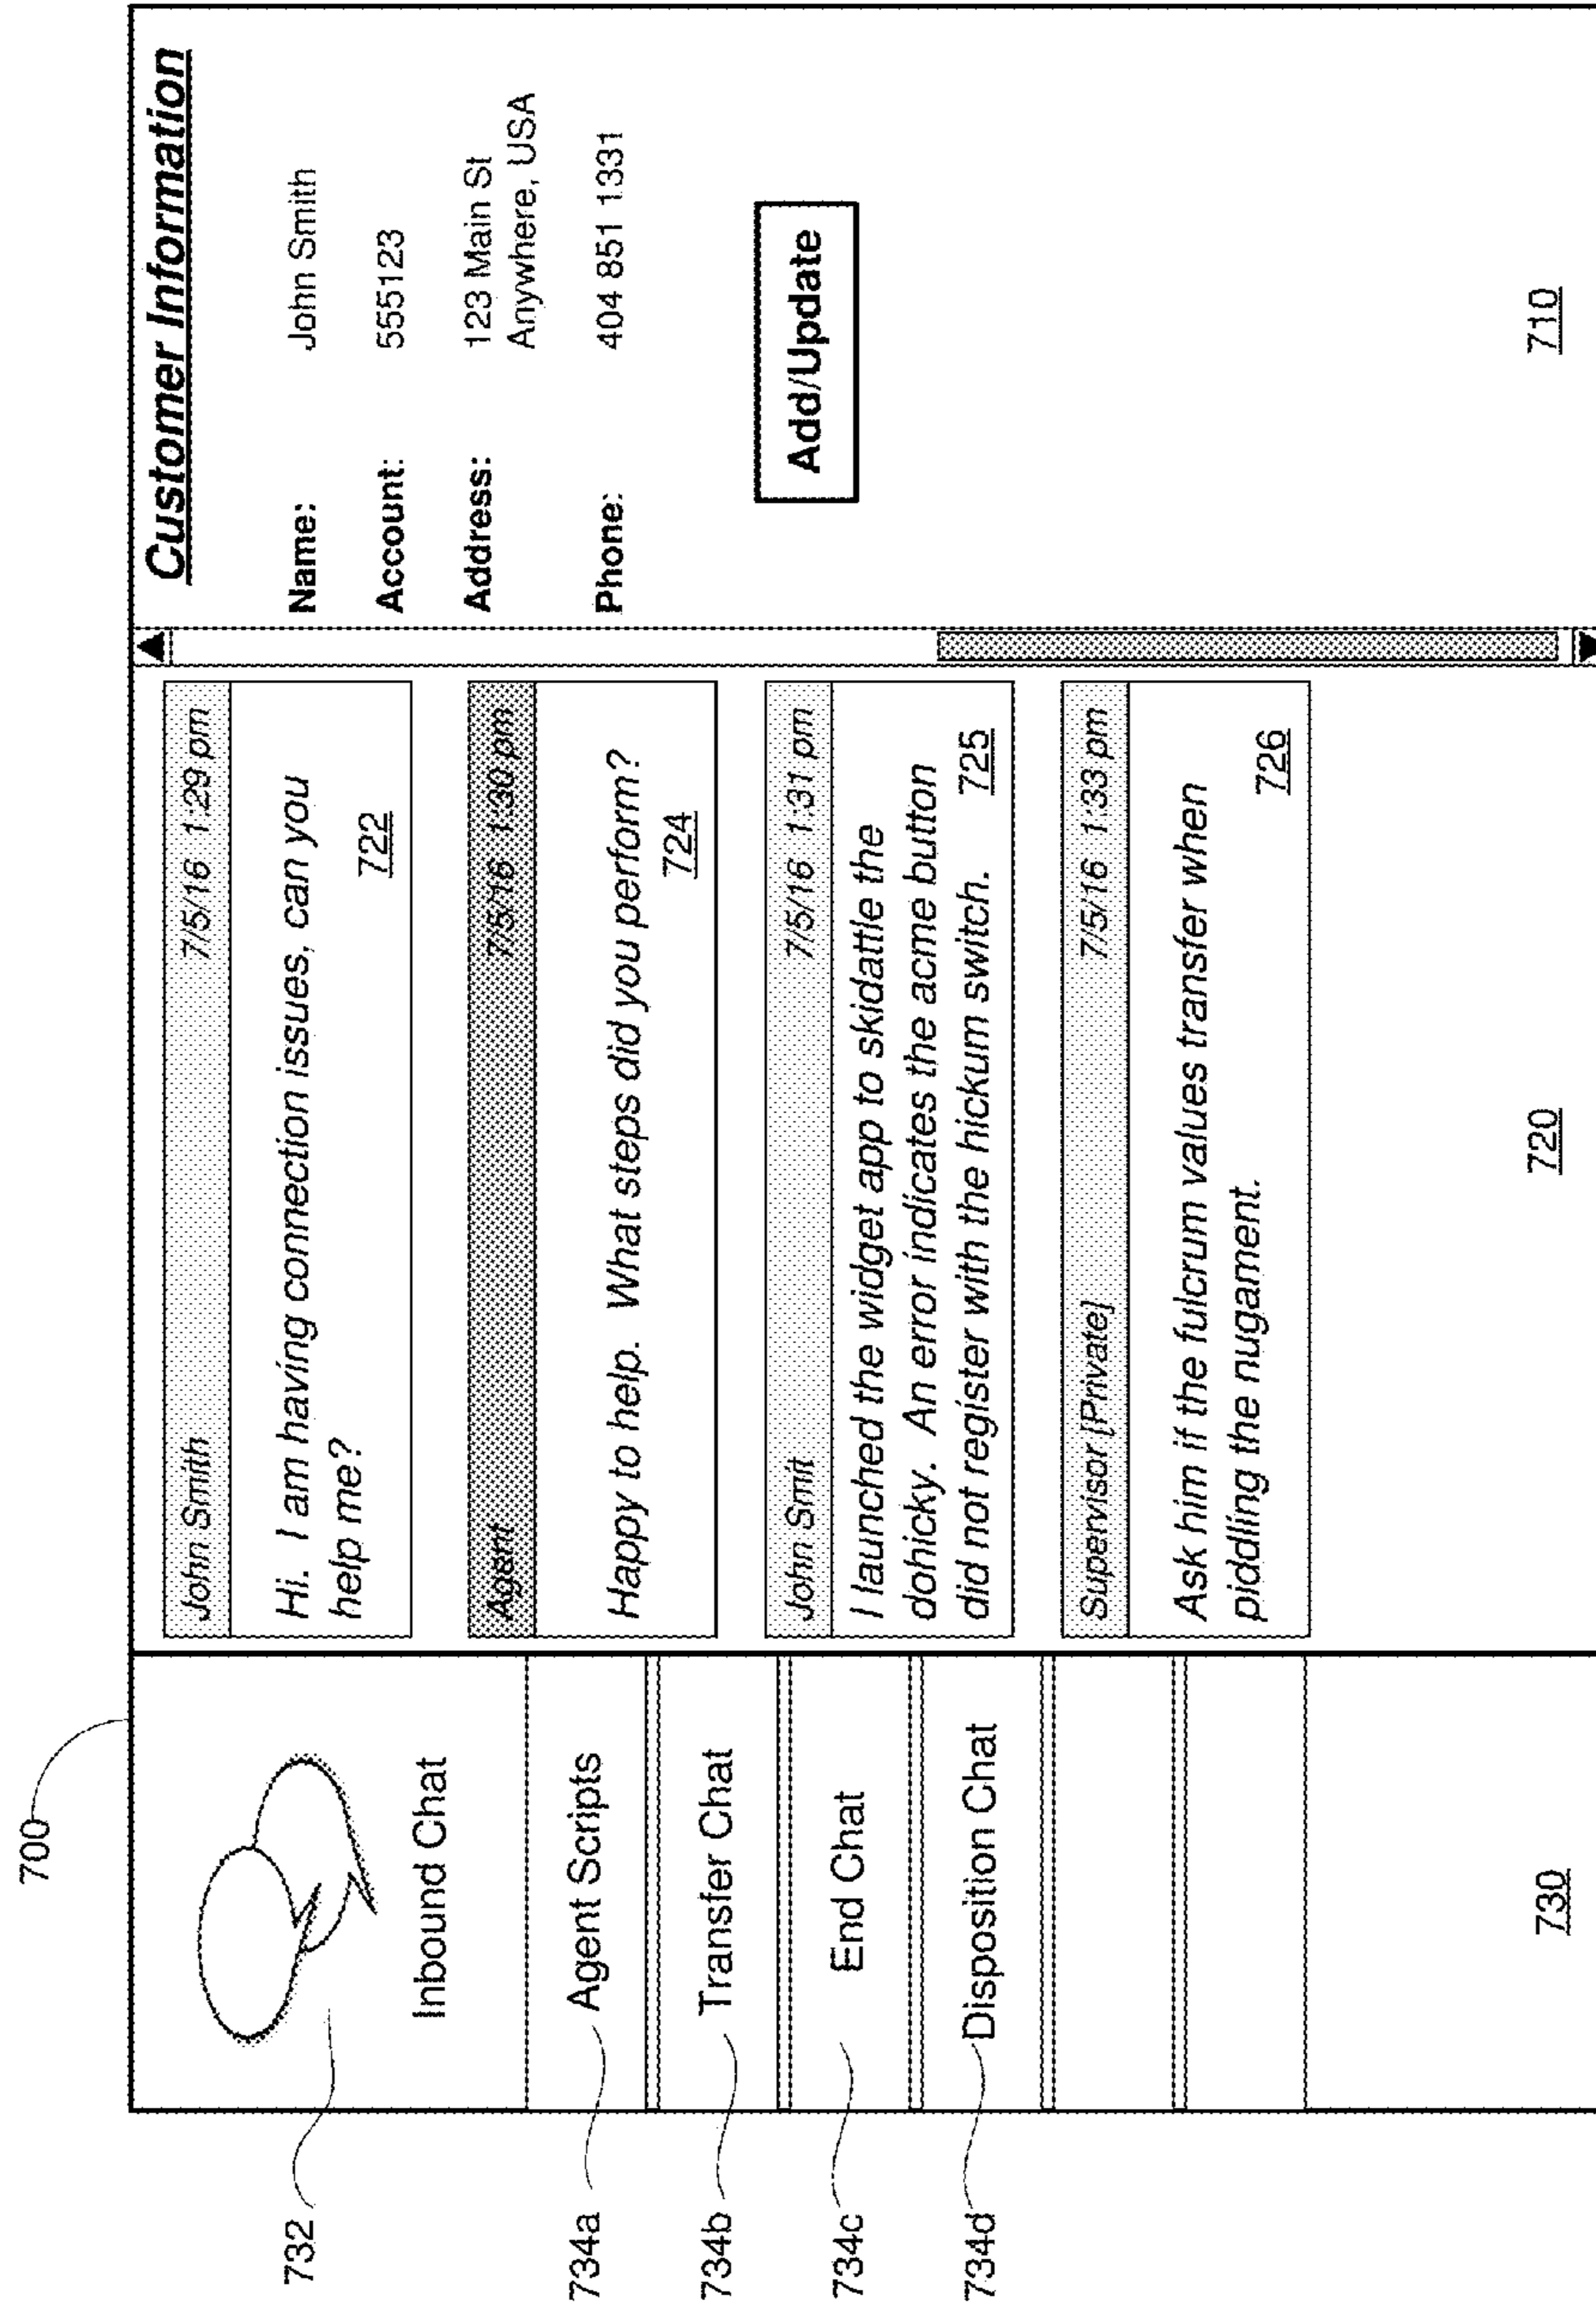 700
732
Inbound Chat
734a
Agent Scripts
734b
Transfer Chat
734c
End Chat
734d
Disposition Chat
730
John Smith 7/5/16 1:29 pm
Hi. I am having connection issues, can you
help me?
722
Agent 7/5/16 1:30 pm
Happy to help. What steps did you perform?
724
John Smit 7/5/16 1:31 pm
I launched the widget app to skidattle the
dohicky. An error indicates the acme button
did not register with the hickum switch. 725
Supervisor [Private] 7/5/16 1:33 pm
Ask him if the fulcrum values transfer when
piddling the nugament.
726
720
Customer Information
Name: John Smith
Account: 555123
Address: 123 Main St
Anywhere, USA
Phone: 404 851 1331
Add/Update
710